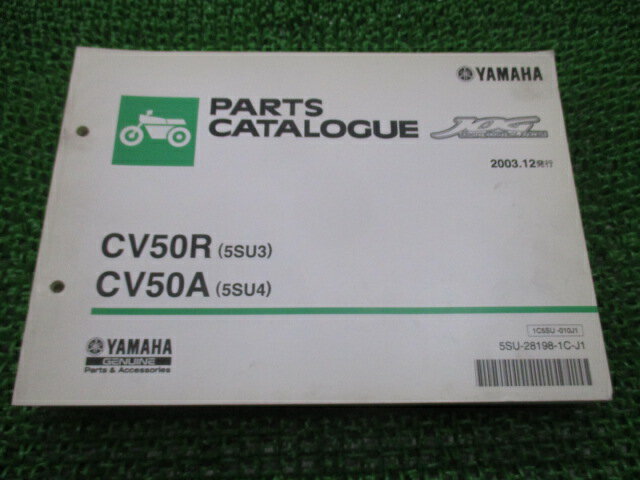 YAMAHA
PARTS
CATALOGUE
JOG
2003.12発行
CV50R (5SU3)
CV50A (5SU4)
1C5SU-010J1
5SU-28198-1C-J1
YAMAHA
GENUINE
Parts & Accessories